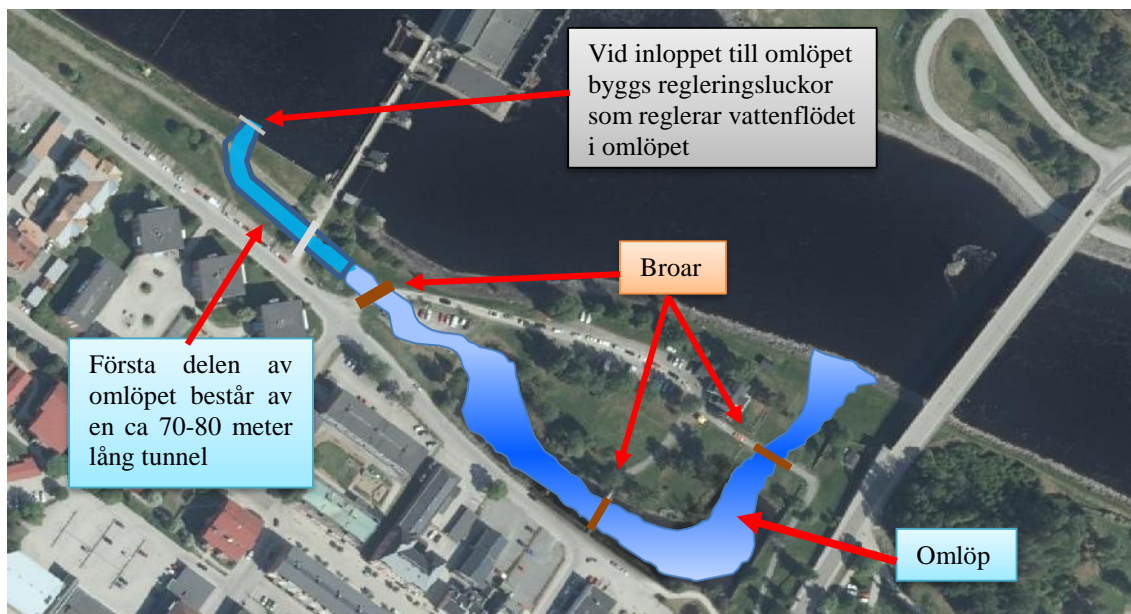 Vid inloppet till omlöpet
byggs regleringsluckor
som reglerar vattenflödet
i omlöpet
Broar
Första delen av
omlöpet består av
en ca 70-80 meter
lång tunnel
Omlöp